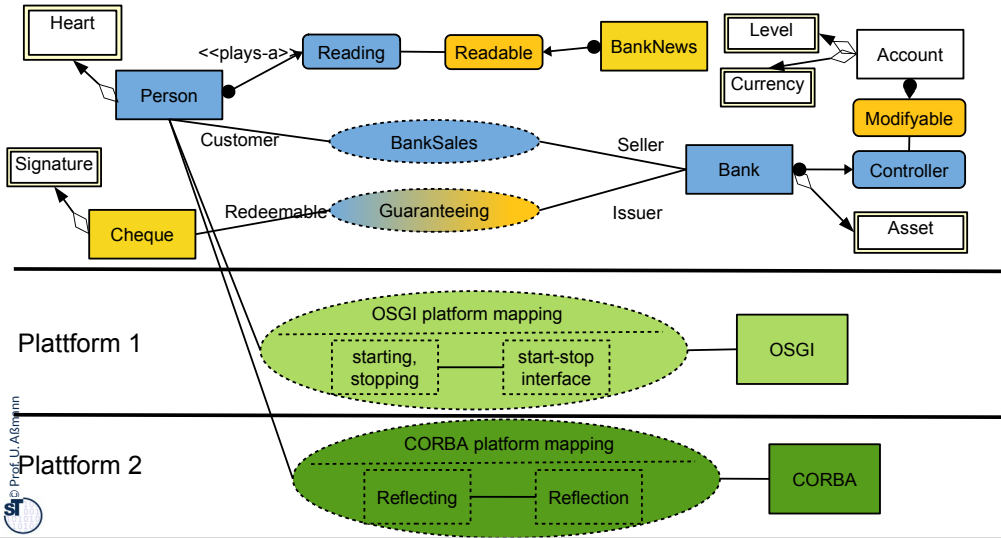 Heart
<<plays-a>>
Reading
Readable
BankNews
Level
Account
Currency
Person
Modifyable
Customer
BankSales
Seller
Signature
Bank
Controller
Redeemable
Guaranteeing
Issuer
Cheque
Asset
OSGI platform mapping
Plattform 1
starting,
stopping
start-stop
interface
OSGI
CORBA platform mapping
Plattform 2
Reflecting
Reflection
CORBA
© Prof. U. Aßmann
ST